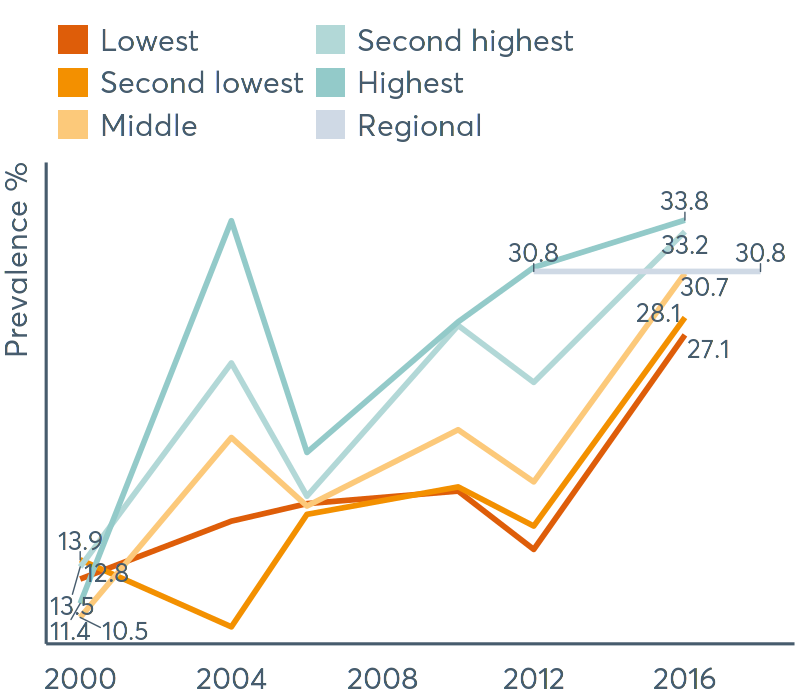 Lowest
Second lowest
Middle
Second highest
Highest
Regional
Prevalence %
33.8
33.2
30.8
30.8
30.7
28.1
27.1
13.9
12.8
13.5
11.4
10.5
2000
2004
2008
2012
2016